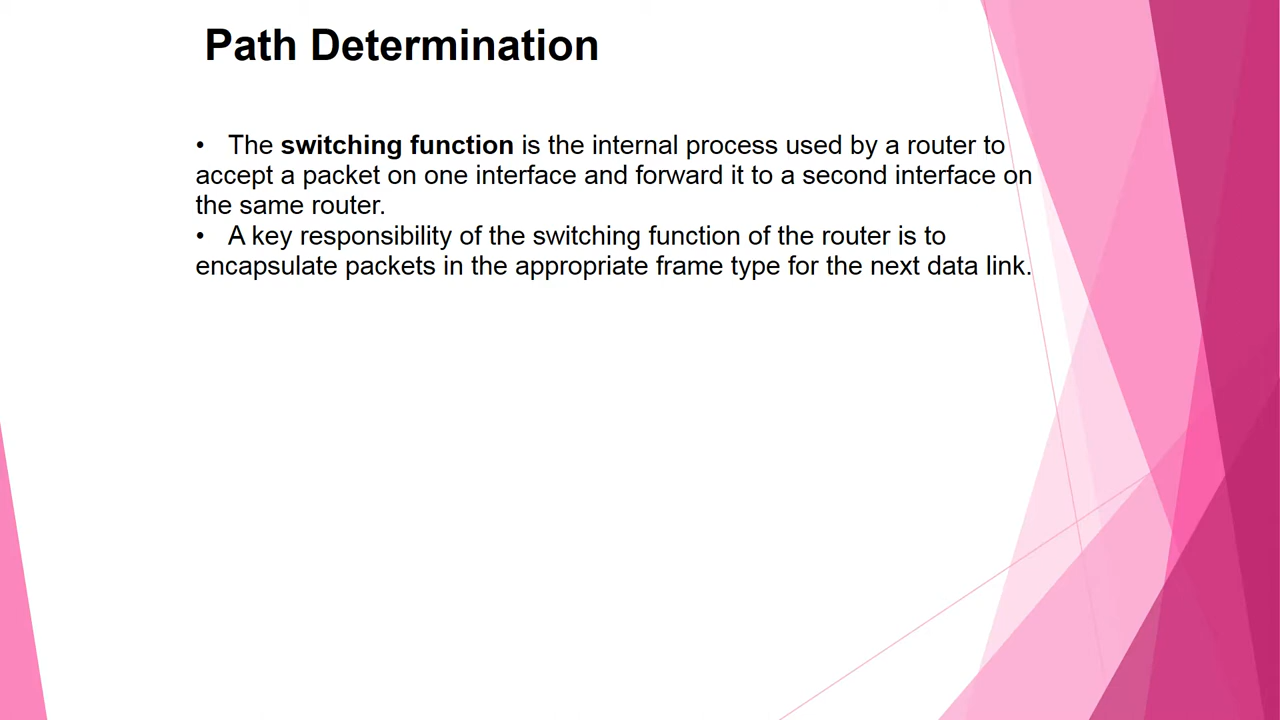 Path Determination
• The switching function is the internal process used by a router to
accept a packet on one interface and forward it to a second interface on
the same router.
• A key responsibility of the switching function of the router is to
encapsulate packets in the appropriate frame type for the next data link.